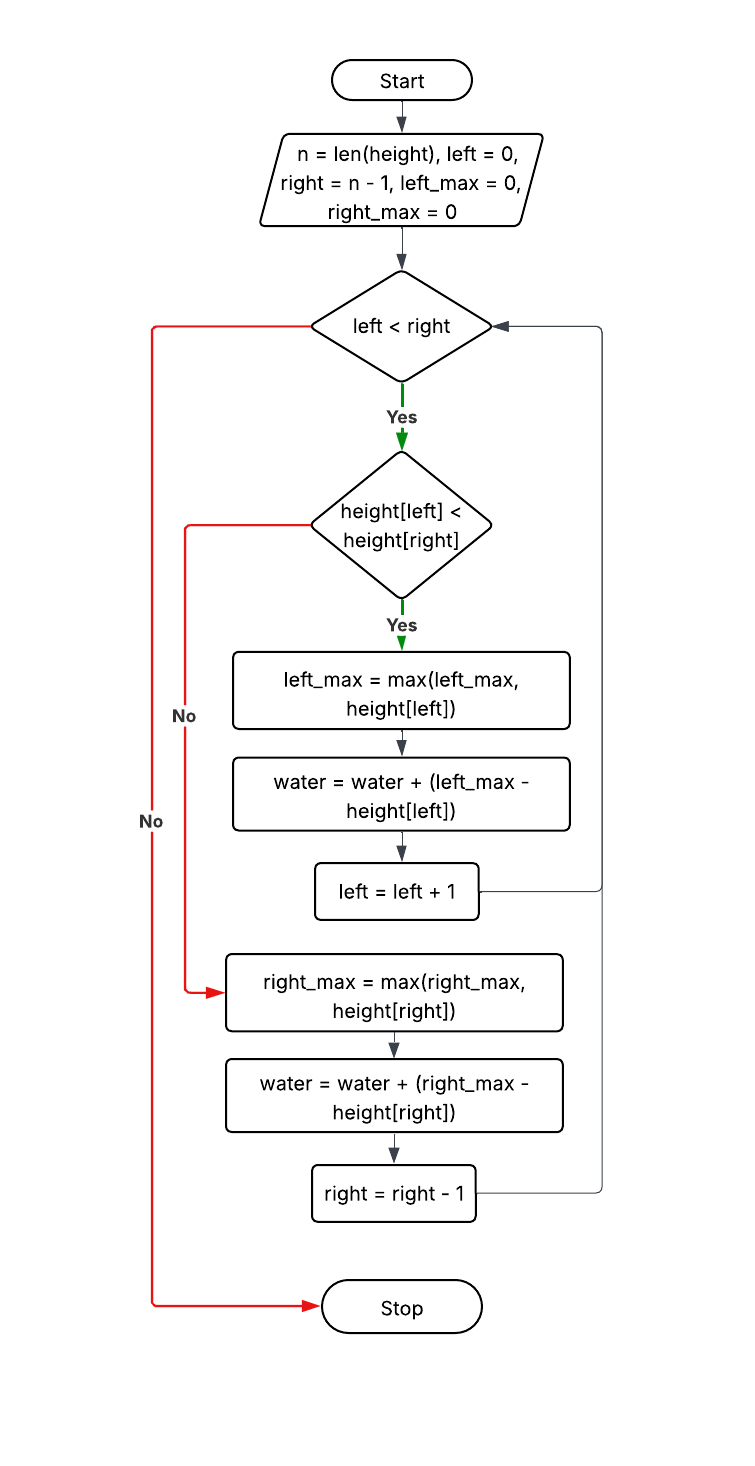 Start
n = len(height), left = 0,
right = n - 1, left_max = 0,
right_max = 0
left < right
Yes
height[left] <
height[right]
Yes
left_max = max(left_max,
height[left])
No
water = water + (left_max -
height[left])
No
left = left + 1
right_max = max(right_max,
height[right])
water = water + (right_max -
height[right])
right = right - 1
Stop